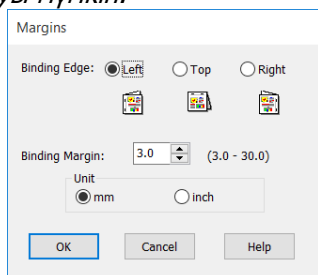 Margins
Binding Edge: Left Top Right
Binding Margin: 3.0 (3.0 - 30.0)
Unit
mm inch
OK Cancel Help